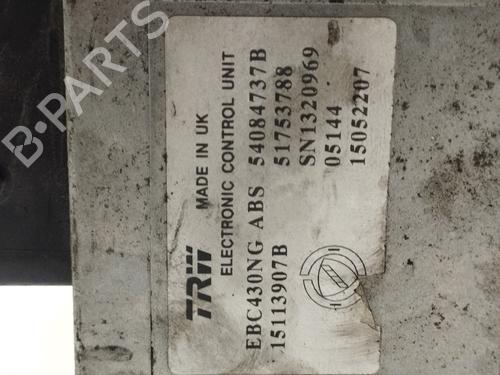 TRW
MADE IN UK
ELECTRONIC CONTROL UNIT
EBC430NG ABS 54084737B
15113907B 51753788
SN1320969
05144
15052207
B-PARTS